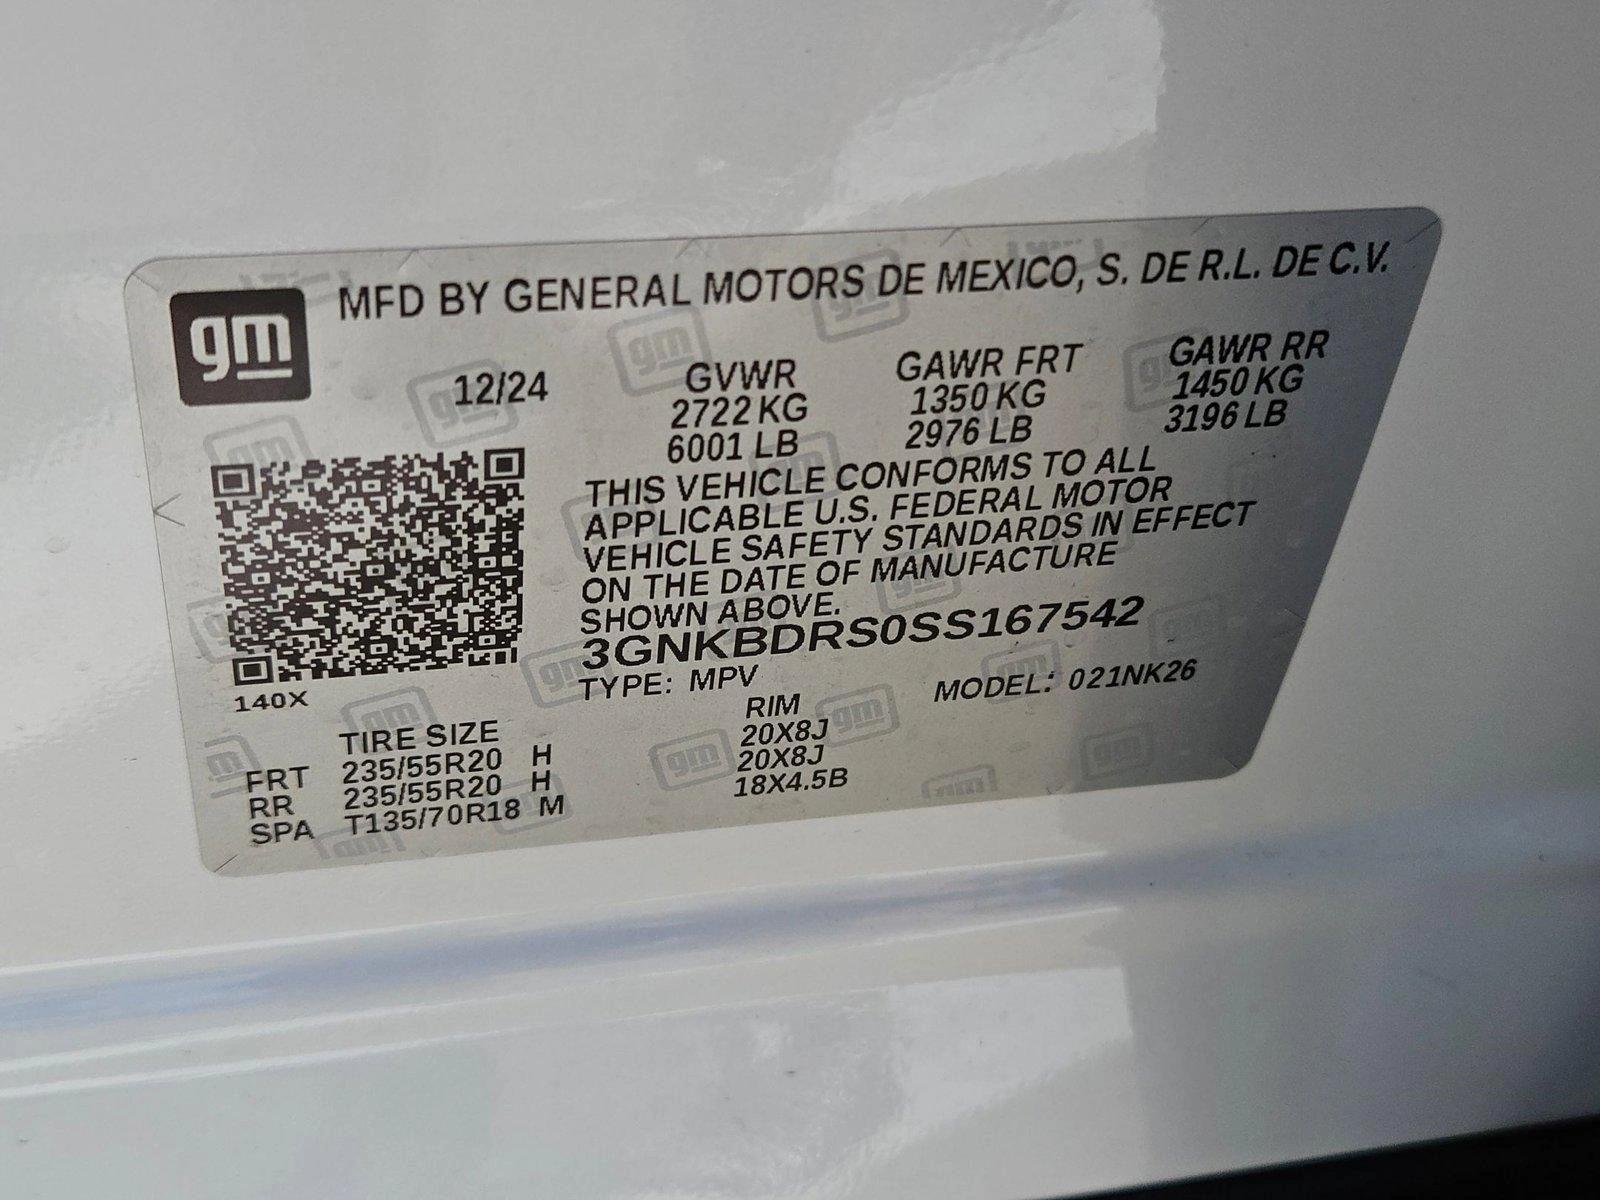 gm MFD BY GENERAL MOTORS DE MEXICO, S. DE R.L. DE C.V.
12/24 GVWR GAWR FRT GAWR RR
2722 KG 1350 KG 1450 KG
6001 LB 2976 LB 3196 LB
THIS VEHICLE CONFORMS TO ALL
APPLICABLE U.S. FEDERAL MOTOR
VEHICLE SAFETY STANDARDS IN EFFECT
ON THE DATE OF MANUFACTURE
SHOWN ABOVE.
3GNKBDRS0SS167542
140X TYPE: MPV MODEL: 021NK26
TIRE SIZE RIM
FRT 235/55R20 H 20X8J
RR 235/55R20 H 20X8J
SPA T135/70R18 M 18X4.5B